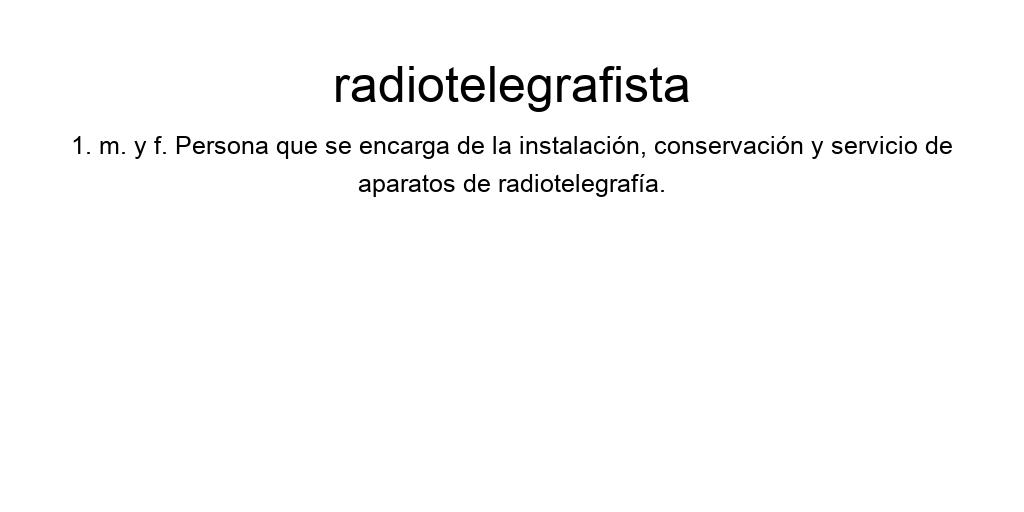 radiotelegrafista
1. m. y f. Persona que se encarga de la instalación, conservación y servicio de
aparatos de radiotelegrafía.